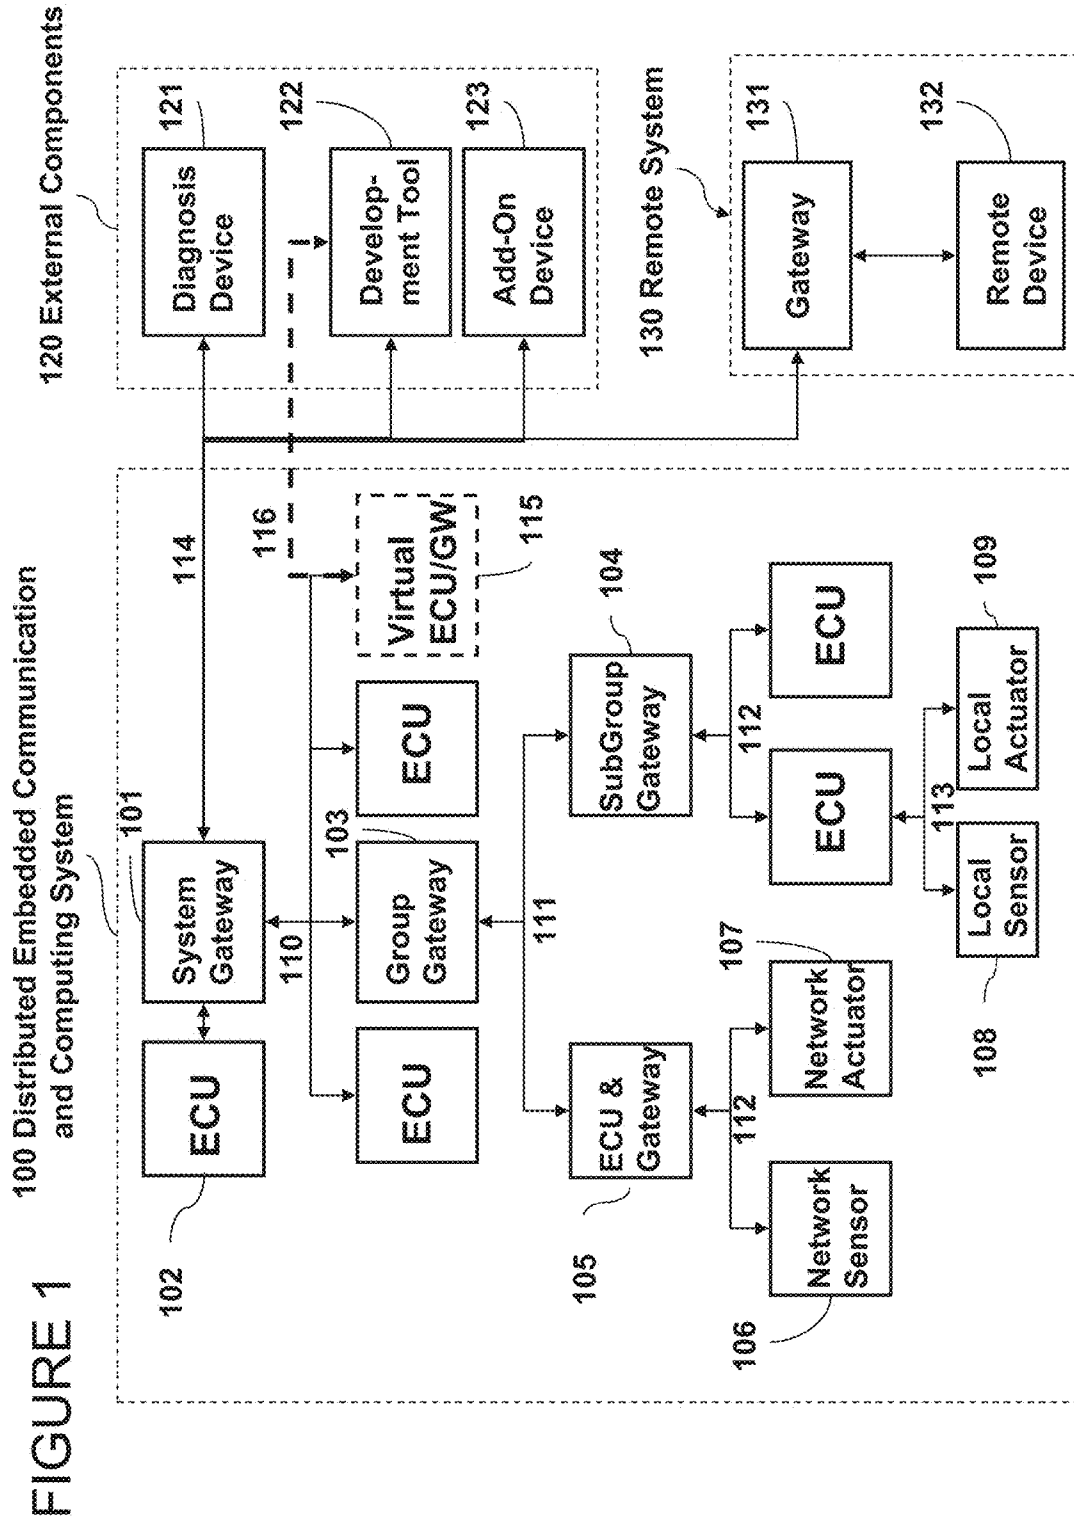 FIGURE 1
100 Distributed Embedded Communication
and Computing System
120 External Components
102
ECU
101
System
Gateway
114
121
Diagnosis
Device
110
116
122
Develop-
ment Tool
ECU
103
Group
Gateway
ECU
Virtual
ECU/GW
115
123
Add-On
Device
111
105
ECU &
Gateway
104
SubGroup
Gateway
130 Remote System
112
112
131
Gateway
106
Network
Sensor
107
Network
Actuator
ECU
ECU
113
132
Remote
Device
108
Local
Sensor
109
Local
Actuator